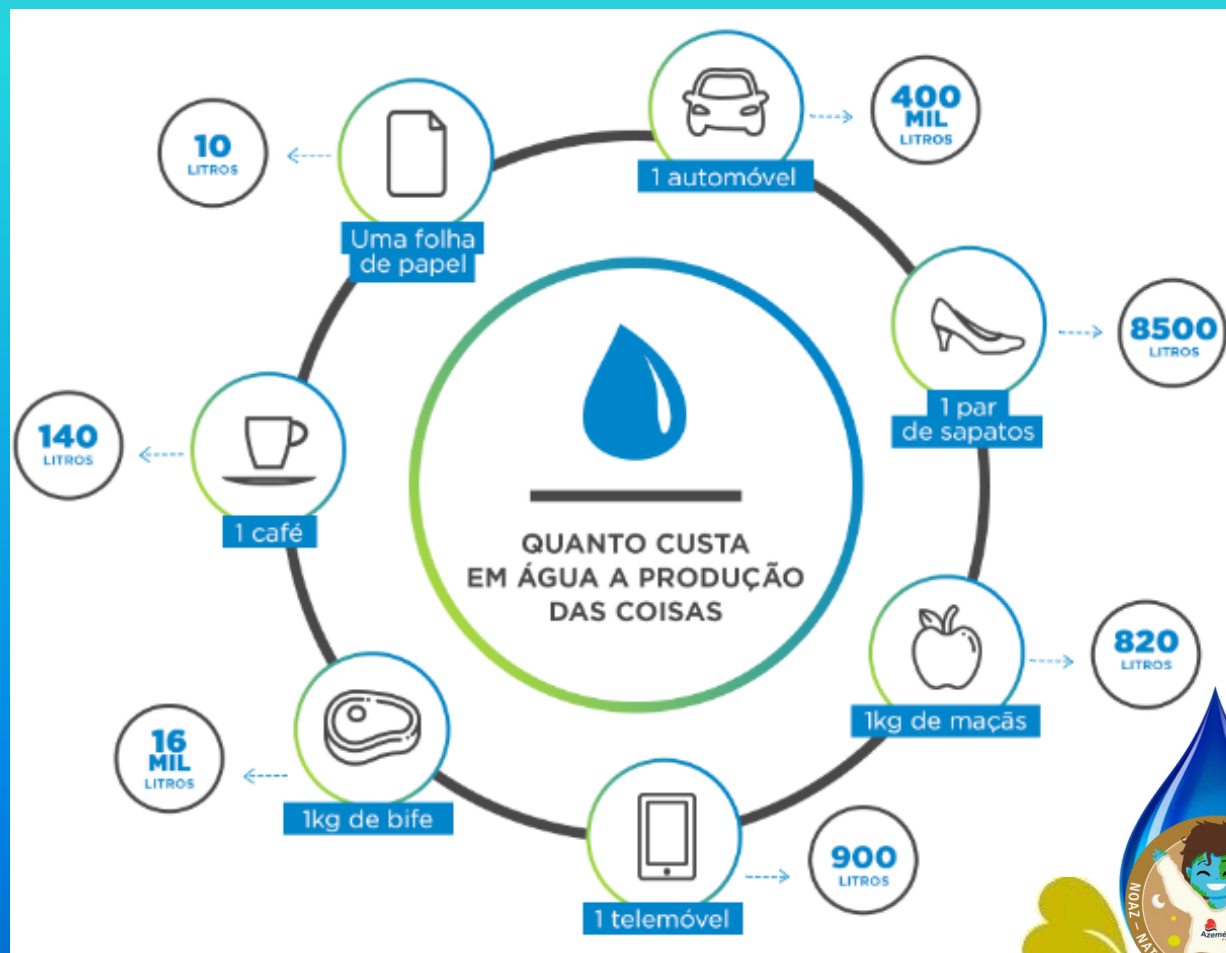 QUANTO CUSTA
EM ÁGUA A PRODUÇÃO
DAS COISAS
400
MIL
LITROS
1 automóvel
8500
LITROS
1 par
de sapatos
820
LITROS
1kg de maçãs
900
LITROS
1 telemóvel
16
MIL
LITROS
1kg de bife
140
LITROS
1 café
10
LITROS
Uma folha
de papel
NOAZ -